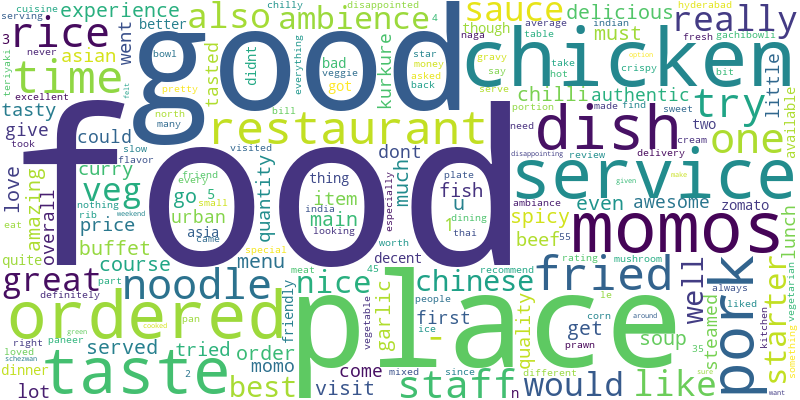 cuisine
experience
also
ambience
sauce
delicious
really
serving
rice
went
better
chilly
disappointed
4
though
average
indian
hyderabad
3
asian
time
tasted
didnt
bowl
star
money
naga
table
must
fresh
gachibowli
good
chicken
teriyaki
never
everything
bad
veggie
got
asked
back
kurkure
gravy
say
take
hot
option
crispy
bit
little
excellent
felt
pretty
north
many
bill
serve
portion
chilli
authentic
try
available
tasty
give
took
could
slow
flavor
restaurant
need
made
find
sweet
two
one
food
dish
review
delivery
cream
love
amazing
overall
curry
veg
nothing
rib
price
visited
friend
every
go
5
small
urban
weekend
asia
came
quantity
dont
thing
item
india
main
looking
especially
much
plate
fish
u
1
dining
thai
disappointing
service
given
make
ambiance
even
awesome
zomato
spicy
beef
55
momos
lunch
eat
quite
buffet
course
menu
special
worth
decent
great
part
definitely
noodle
friendly
meat
nice
45
chinese
recommend
rating
mushroom
fried
always
well
liked
pork
kitchen
starter
vegetarian
something
ordered
pan
green
cooked
place
vegetable
garlic
-
people
first
ice
prawn
quality
le
corn
around
get
soup
35
steamed
right
loved
schezwan
paneer
served
tried
order
momo
come
mixed
since
different
sure
want
dinner
lot
taste
2
best
visit
staff
n
would
like